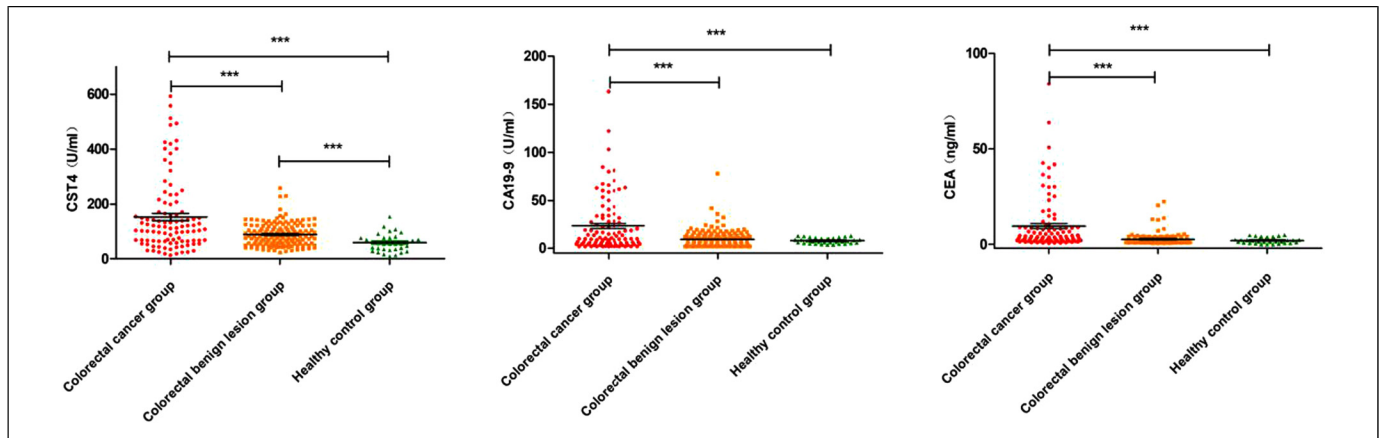 ***
***
***
CST4 (U/ml)
600
400
200
0
Colorectal cancer group
Colorectal benign lesion group
Healthy control group
***
***
CA19-9 (U/ml)
200
150
100
50
0
Colorectal cancer group
Colorectal benign lesion group
Healthy control group
***
***
CEA (ng/ml)
100
50
0
Colorectal cancer group
Colorectal benign lesion group
Healthy control group